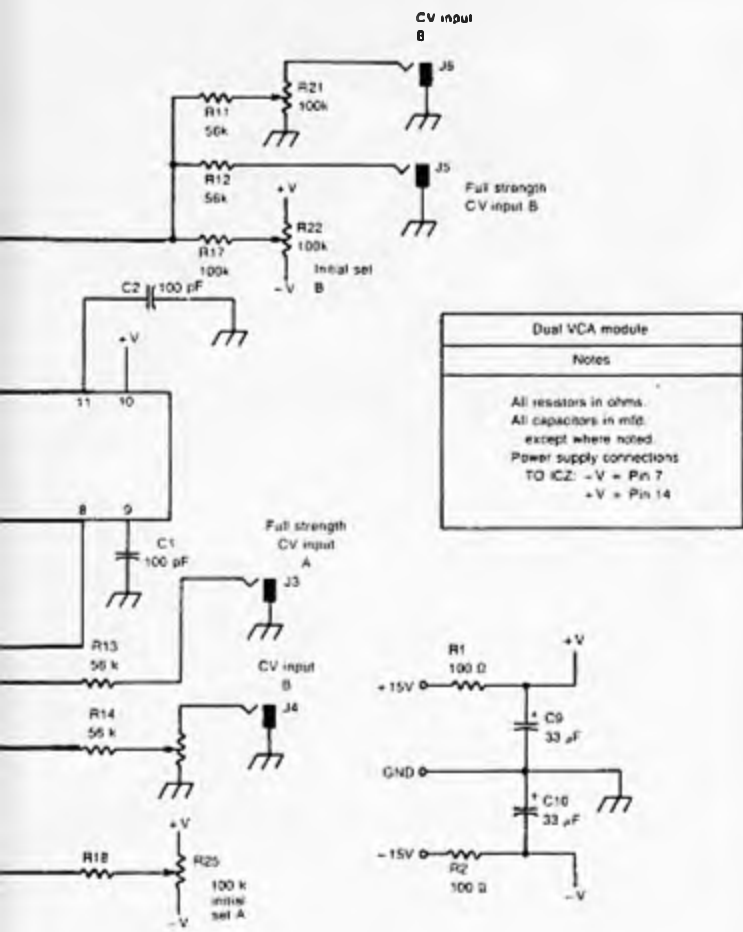 CV input
B
J6
R21
100k
R11
56k
J5
R12
56k
Full strength
CV input B
+V
R22
100k
R17
100k
Initial set
B
-V
C2 100 pF
+V
11 10
Dual VCA module
Notes
All resistors in ohms.
All capacitors in mfd.
except where noted.
Power supply connections
TO ICZ: -V = Pin 7
+V = Pin 14
8 9
C1
100 pF
Full strength
CV input
A
J3
R13
56 k
CV input
B
J4
R14
56 k
R1
100 Ω
+V
+15V
+ C9
33 µF
GND
+ C10
33 µF
-15V
R2
100 Ω
-V
+V
R18
R25
100 k
initial
set A
-V